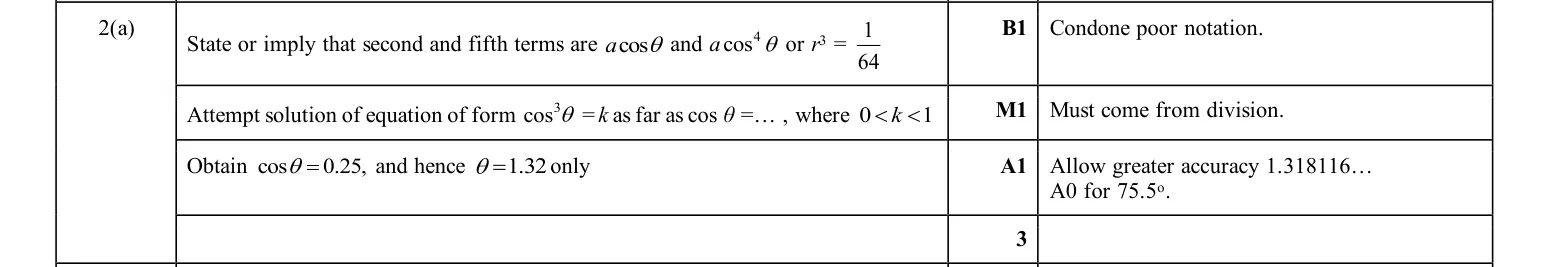 2(a)
State or imply that second and fifth terms are a cosθ and a cos⁴ θ or r³ = 1/64
B1
Condone poor notation.
Attempt solution of equation of form cos³θ = k as far as cos θ =… , where 0 < k < 1
M1
Must come from division.
Obtain cosθ = 0.25, and hence θ = 1.32 only
A1
Allow greater accuracy 1.318116…
A0 for 75.5°.
3